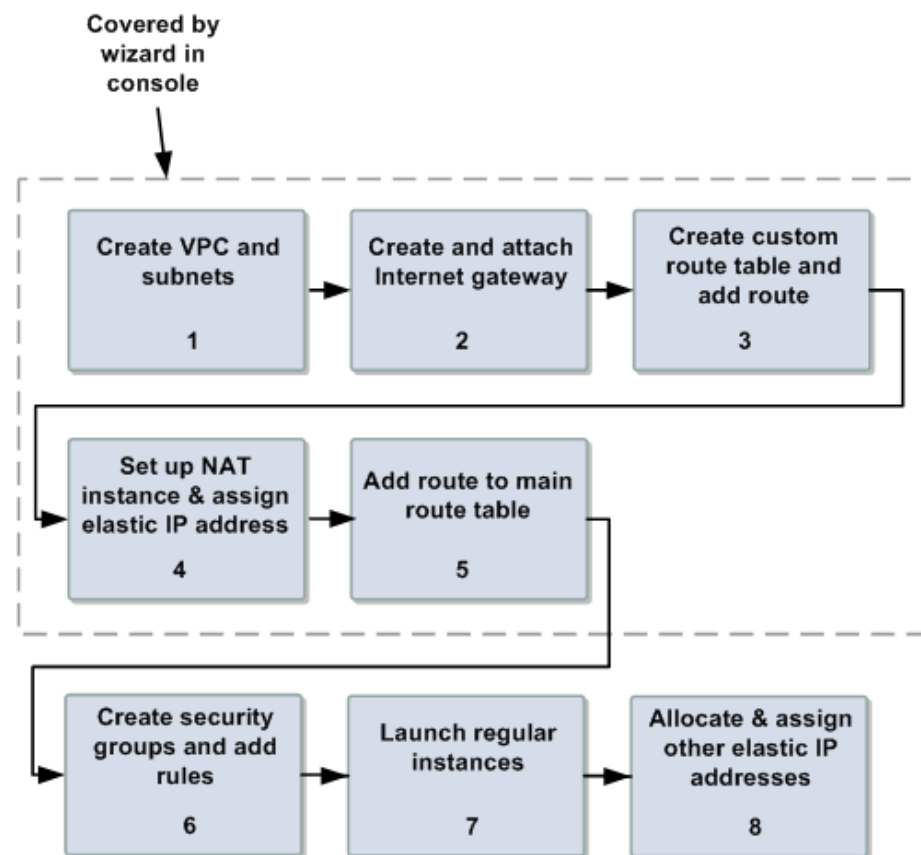 Covered by
wizard in
console
Create VPC and
subnets
1
Create and attach
Internet gateway
2
Create custom
route table and
add route
3
Set up NAT
instance & assign
elastic IP address
4
Add route to main
route table
5
Create security
groups and add
rules
6
Launch regular
instances
7
Allocate & assign
other elastic IP
addresses
8